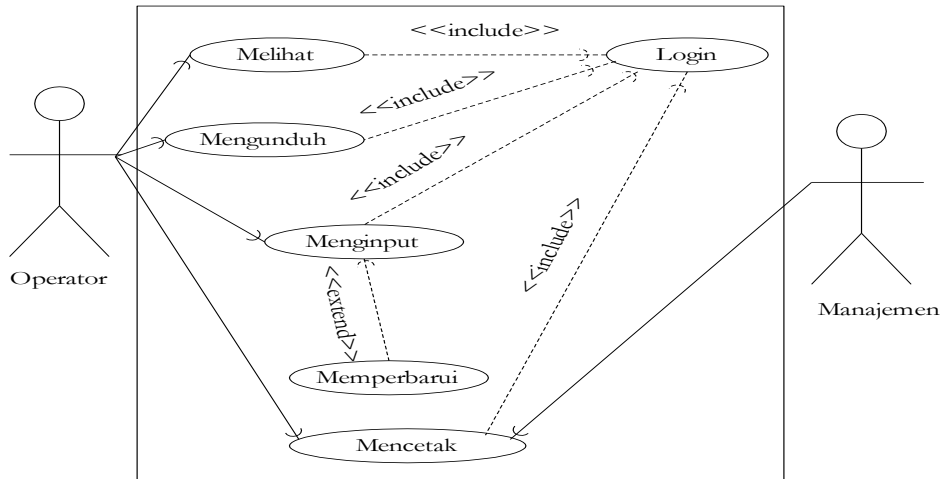 <<include>>
Melihat
Login
<<include>>
Mengunduh
<<include>>
Menginput
<<include>>
Operator
<<extend>>
Manajemen
Memperbarui
Mencetak